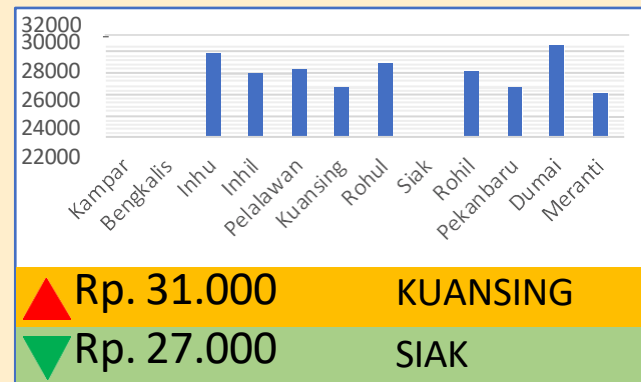 32000
30000
28000
26000
24000
22000
Kampar
Bengkalis
Inhu
Inhil
Pelalawan
Kuansing
Rohul
Siak
Rohil
Pekanbaru
Dumai
Meranti
Rp. 31.000 KUANSING
Rp. 27.000 SIAK